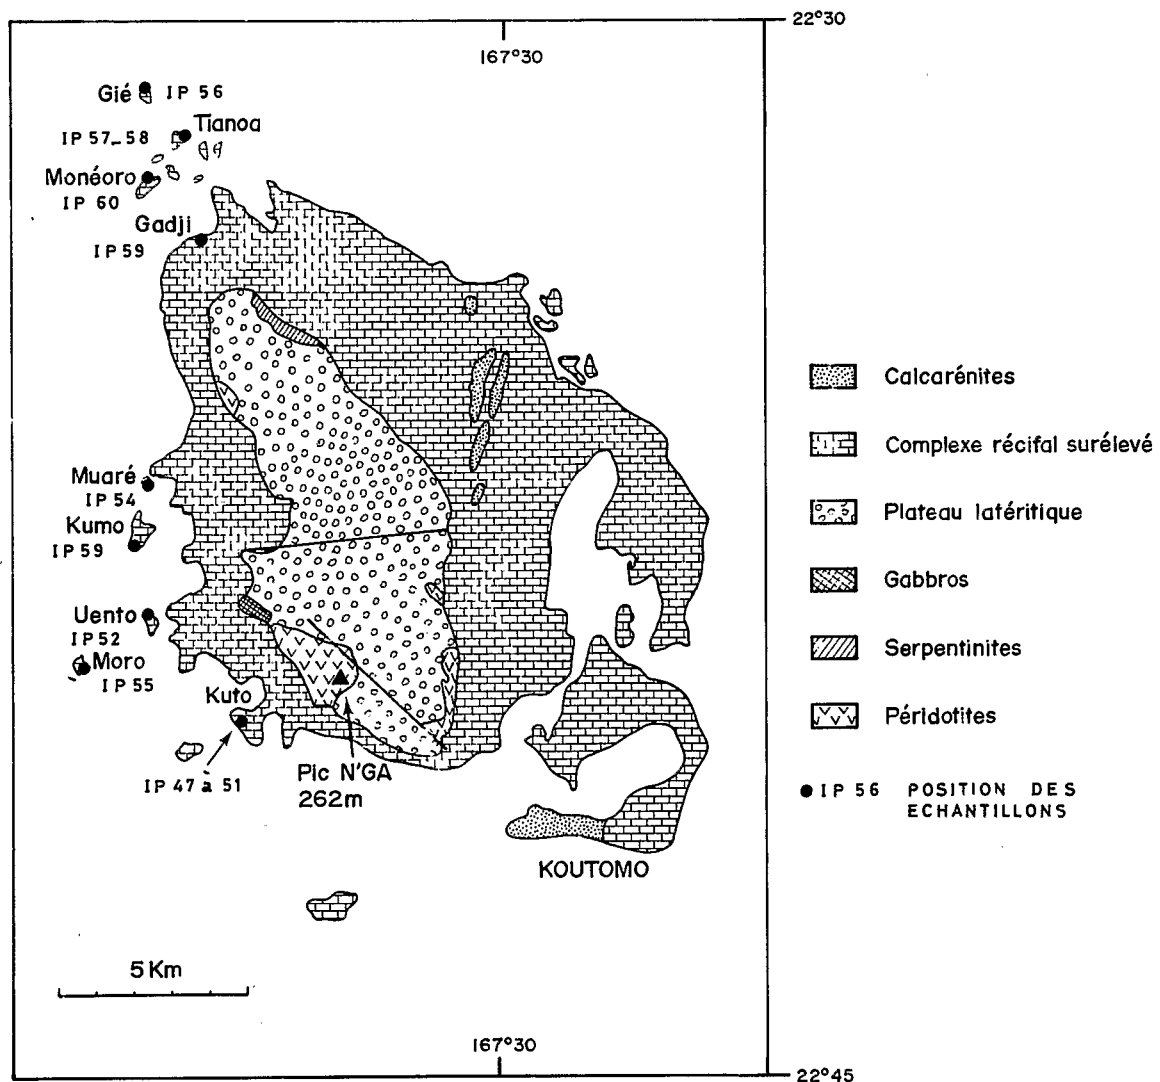 22°30
167°30
Gié IP 56
IP 57-58 Tianoa
Monéoro
IP 60
Gadji
IP 59
Muaré
IP 54
Kumo
IP 59
Uento
IP 52
Moro
IP 55
Kuto
IP 47 à 51
Pic N'GA
262m
KOUTOMO
5 Km
167°30
22°45
Calcarénites
Complexe récifal surélevé
Plateau latéritique
Gabbros
Serpentinites
Péridotites
IP 56 POSITION DES
ECHANTILLONS